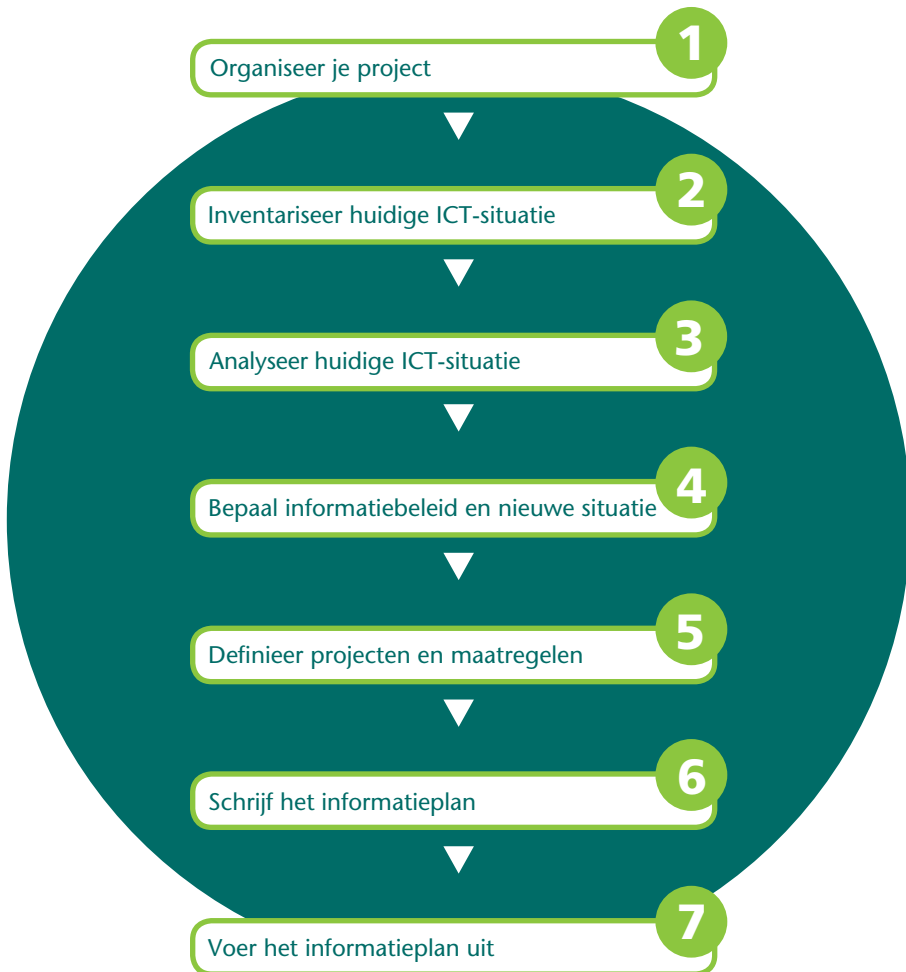 1
Organiseer je project
2
Inventariseer huidige ICT-situatie
3
Analyseer huidige ICT-situatie
4
Bepaal informatiebeleid en nieuwe situatie
5
Definieer projecten en maatregelen
6
Schrijf het informatieplan
7
Voer het informatieplan uit